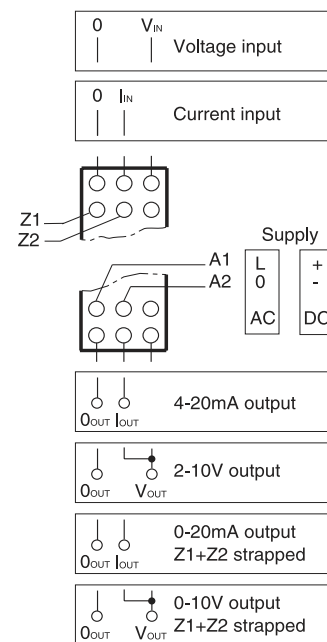 0 VIN
Voltage input
0 IIN
Current input
Z1
Z2
Supply
A1
A2
L
0
AC
+
-
DC
4-20mA output
0OUT IOUT
2-10V output
0OUT VOUT
0-20mA output
Z1+Z2 strapped
0OUT IOUT
0-10V output
Z1+Z2 strapped
0OUT VOUT